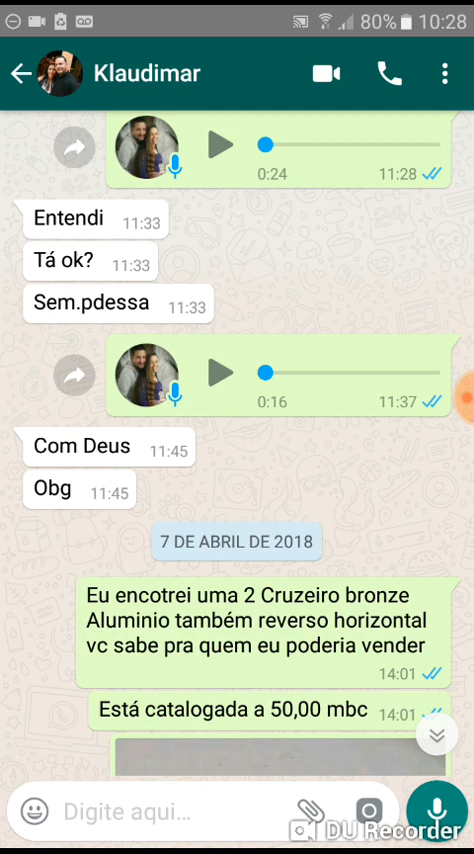 80% 10:28
Klaudimar
0:24 11:28
Entendi 11:33
Tá ok? 11:33
Sem.pdessa 11:33
0:16 11:37
Com Deus 11:45
Obg 11:45
7 DE ABRIL DE 2018
Eu encotrei uma 2 Cruzeiro bronze
Aluminio também reverso horizontal
vc sabe pra quem eu poderia vender
14:01
Está catalogada a 50,00 mbc 14:01
Digite aqui...
DU Recorder